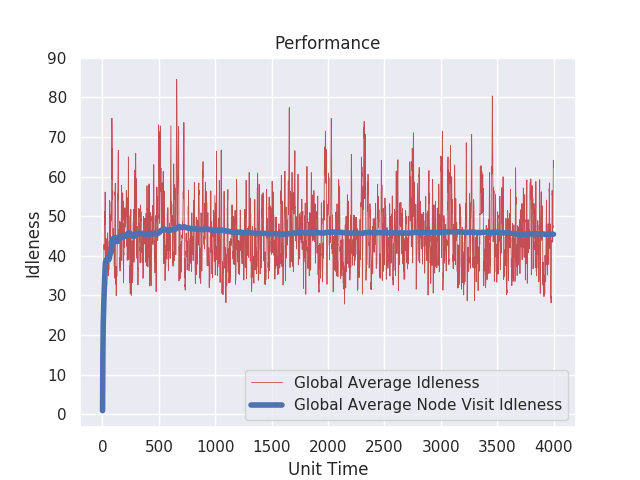 Performance
90
80
70
60
50
40
30
20
10
0
Idleness
Global Average Idleness
Global Average Node Visit Idleness
0 500 1000 1500 2000 2500 3000 3500 4000
Unit Time